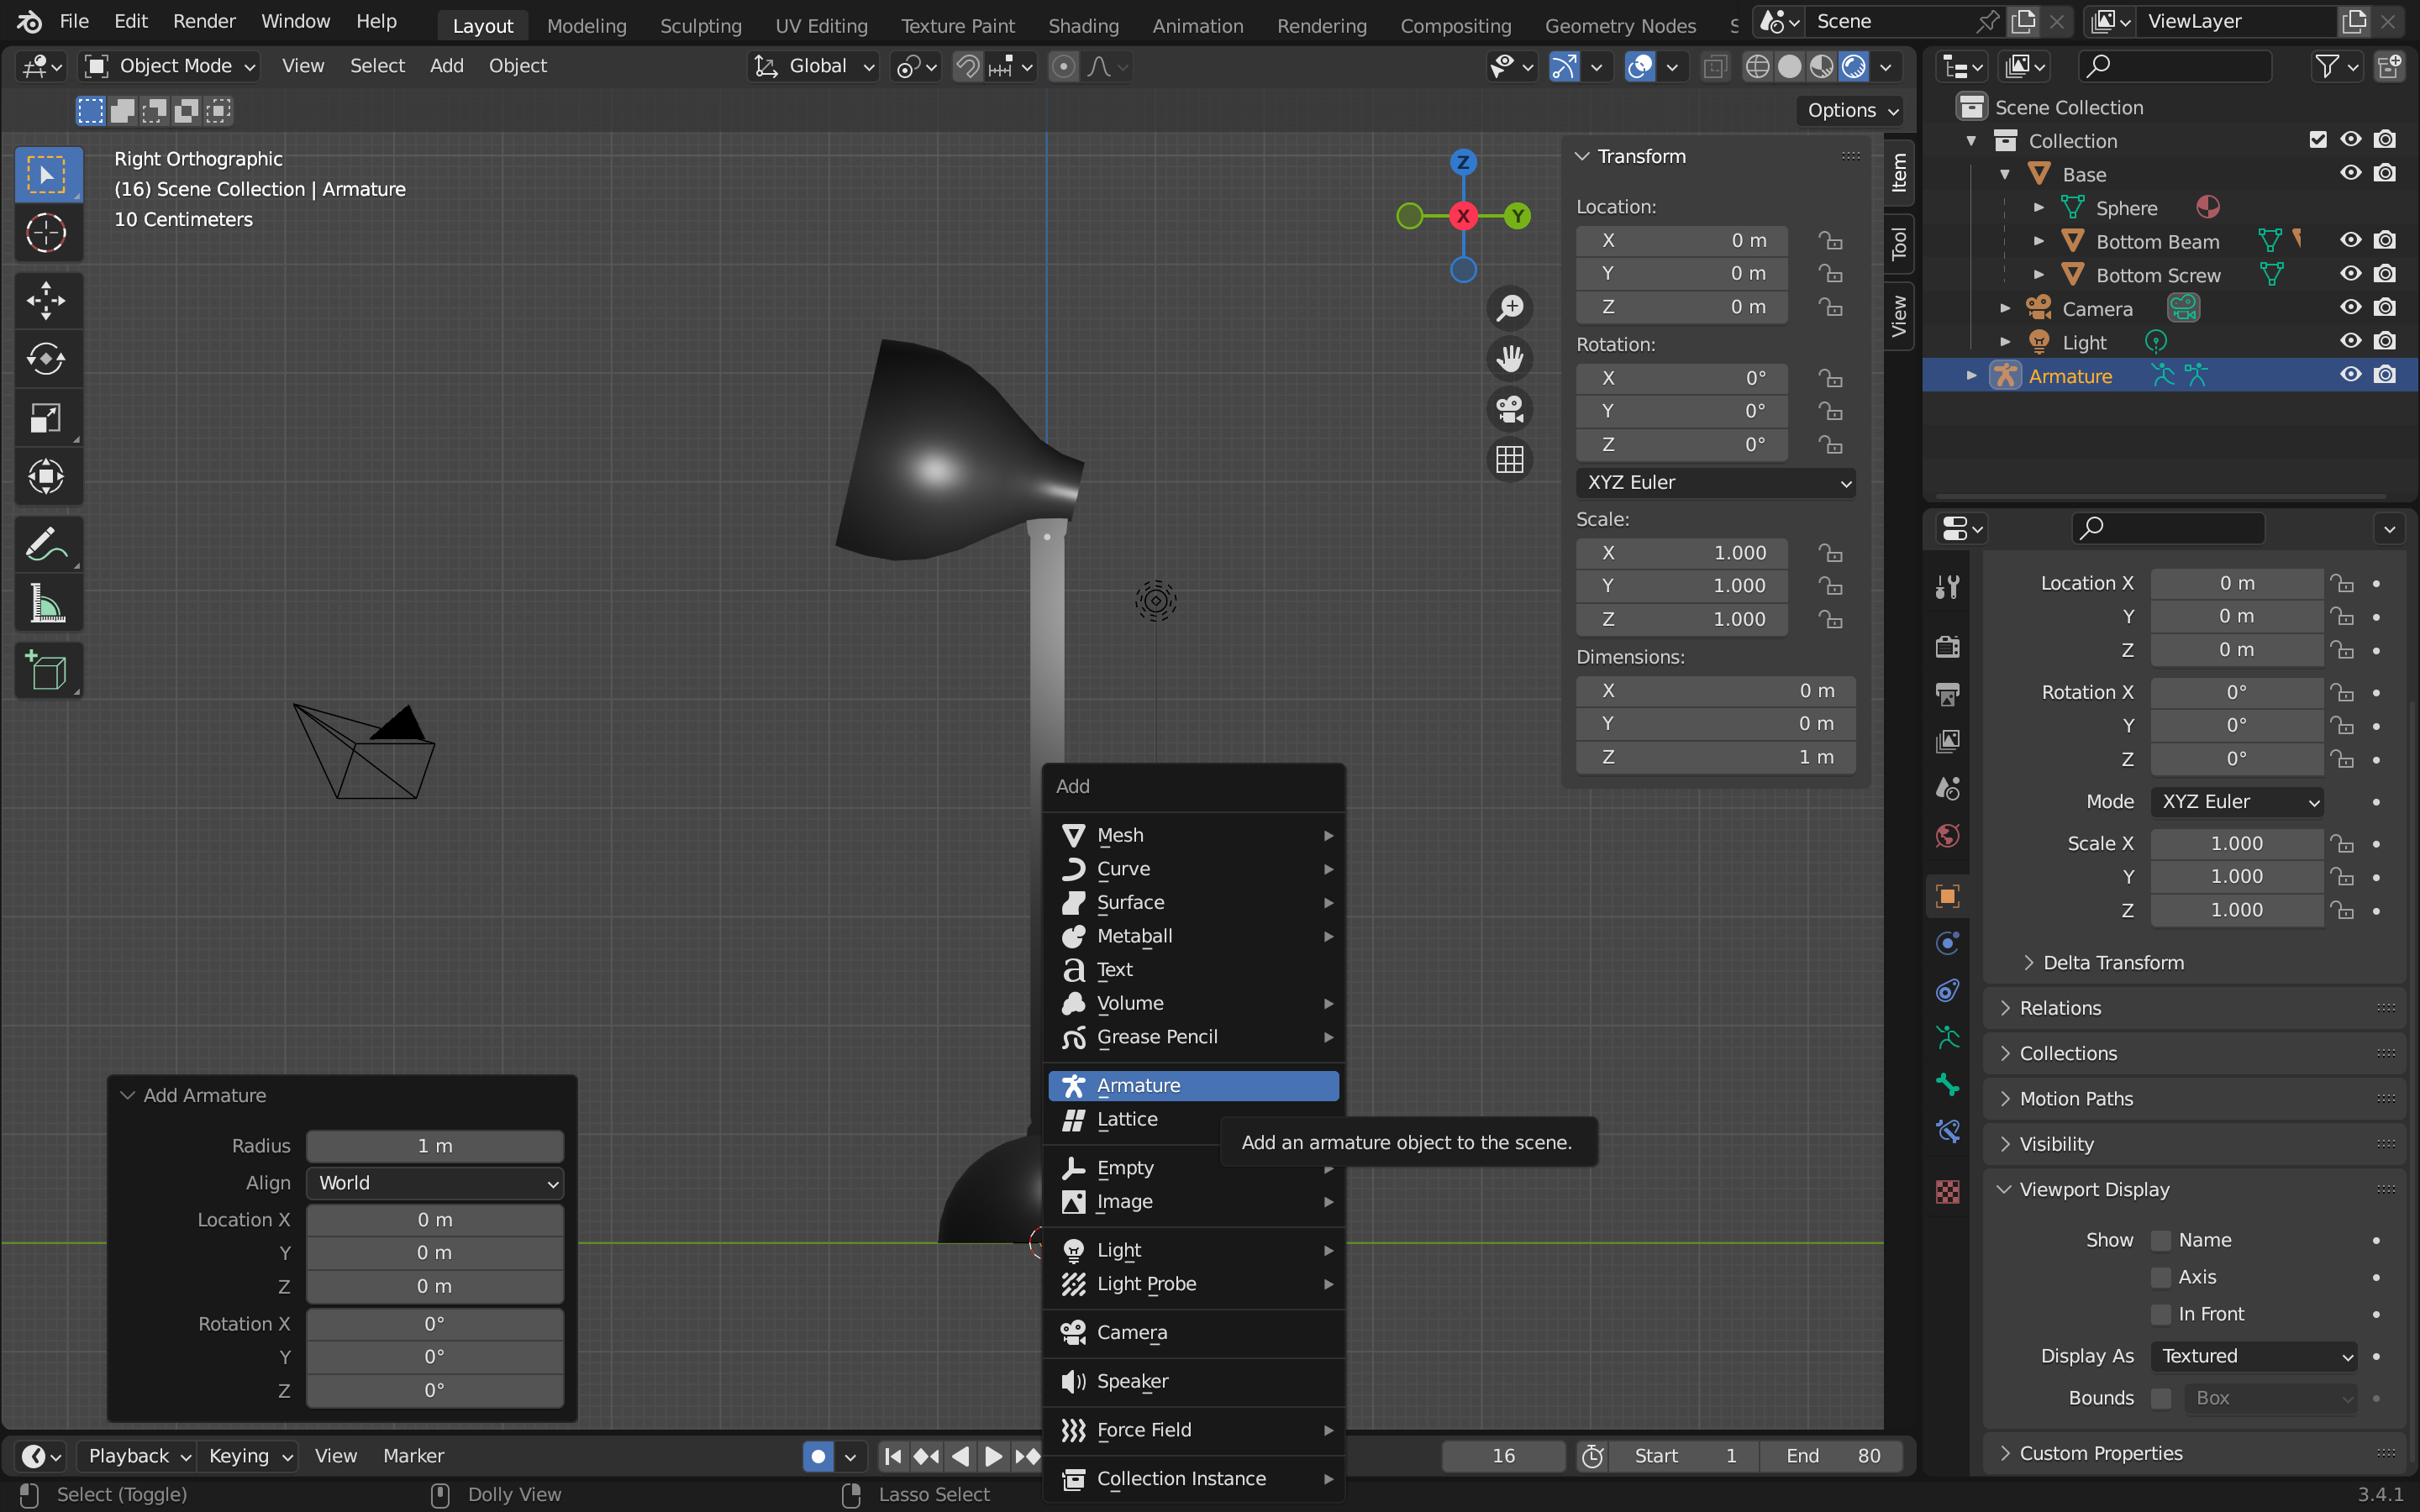 File Edit Render Window Help Layout Modeling Sculpting UV Editing Texture Paint Shading Animation Rendering Compositing Geometry Nodes Scene ViewLayer
Object Mode View Select Add Object Global
Options
Right Orthographic
(16) Scene Collection | Armature
10 Centimeters
Z
X
Y
Transform
Location:
X 0 m
Y 0 m
Z 0 m
Rotation:
X 0°
Y 0°
Z 0°
XYZ Euler
Scale:
X 1.000
Y 1.000
Z 1.000
Dimensions:
X 0 m
Y 0 m
Z 1 m
Item
Tool
View
Scene Collection
Collection
Base
Sphere
Bottom Beam
Bottom Screw
Camera
Light
Armature
Location X 0 m
Y 0 m
Z 0 m
Rotation X 0°
Y 0°
Z 0°
Mode XYZ Euler
Scale X 1.000
Y 1.000
Z 1.000
Delta Transform
Relations
Collections
Motion Paths
Visibility
Viewport Display
Show Name
Axis
In Front
Display As Textured
Bounds Box
Custom Properties
Add
Mesh
Curve
Surface
Metaball
Text
Volume
Grease Pencil
Armature
Lattice
Add an armature object to the scene.
Empty
Image
Light
Light Probe
Camera
Speaker
Force Field
Collection Instance
Add Armature
Radius 1 m
Align World
Location X 0 m
Y 0 m
Z 0 m
Rotation X 0°
Y 0°
Z 0°
Playback Keying View Marker 16 Start 1 End 80
Select (Toggle) Dolly View Lasso Select 3.4.1